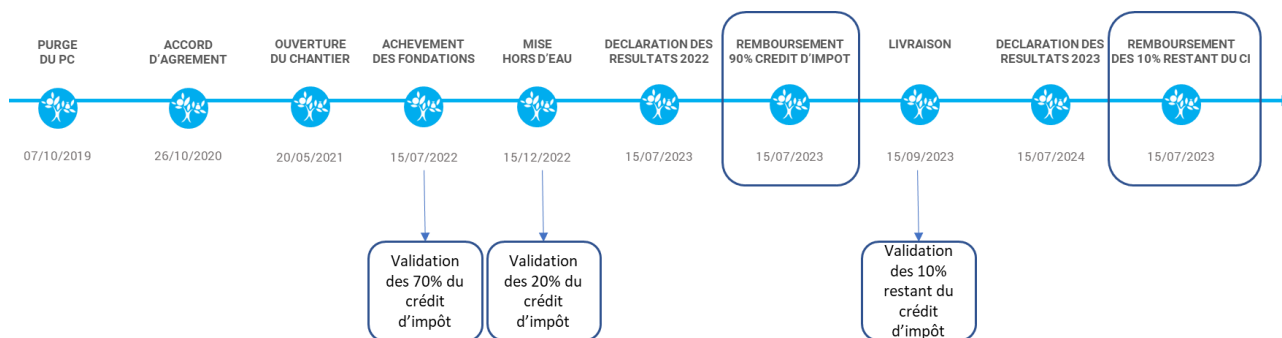 PURGE
DU PC
ACCORD
D'AGREMENT
OUVERTURE
DU CHANTIER
ACHEVEMENT
DES FONDATIONS
MISE
HORS D'EAU
DECLARATION DES
RESULTATS 2022
REMBOURSEMENT
90% CREDIT D'IMPOT
LIVRAISON
DECLARATION DES
RESULTATS 2023
REMBOURSEMENT
DES 10% RESTANT DU CI
07/10/2019
26/10/2020
20/05/2021
15/07/2022
15/12/2022
15/07/2023
15/07/2023
15/09/2023
15/07/2024
15/07/2023
Validation
des 70% du
crédit
d'impôt
Validation
des 20% du
crédit
d'impôt
Validation
des 10%
restant du
crédit
d'impôt